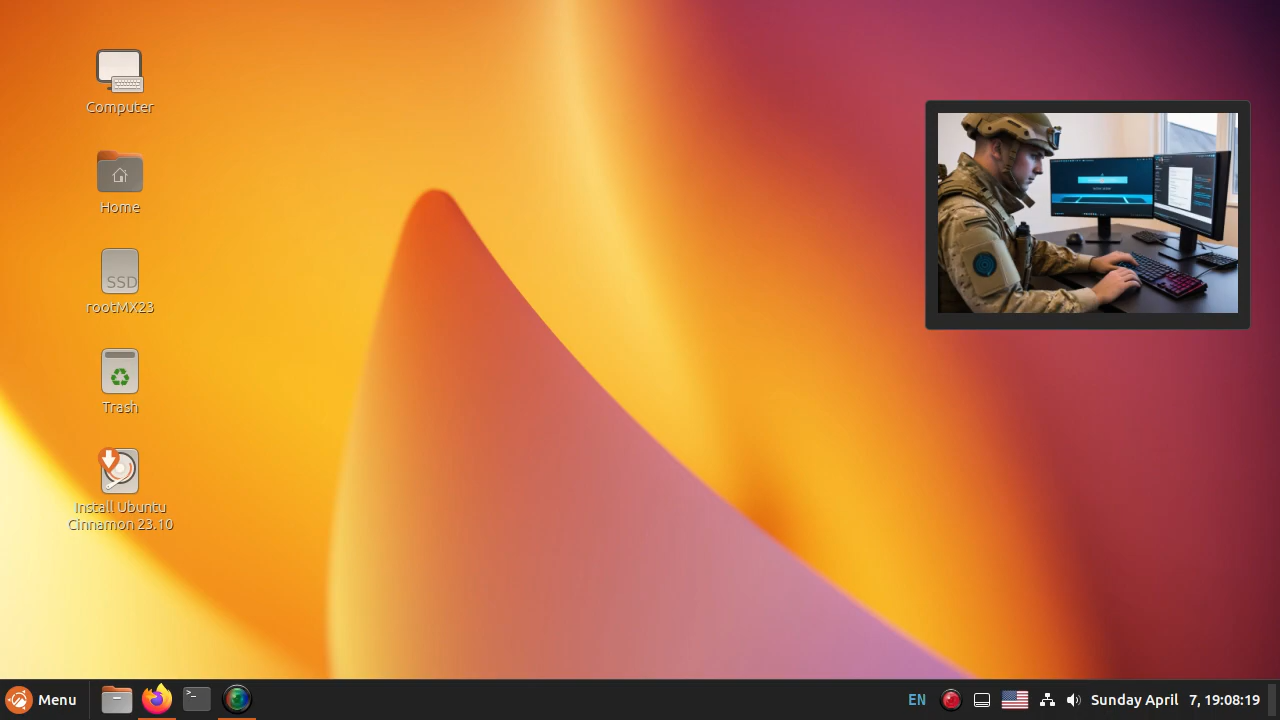 Computer
Home
SSD
rootMX23
Trash
Install Ubuntu
Cinnamon 23.10
Menu
EN
Sunday April 7, 19:08:19